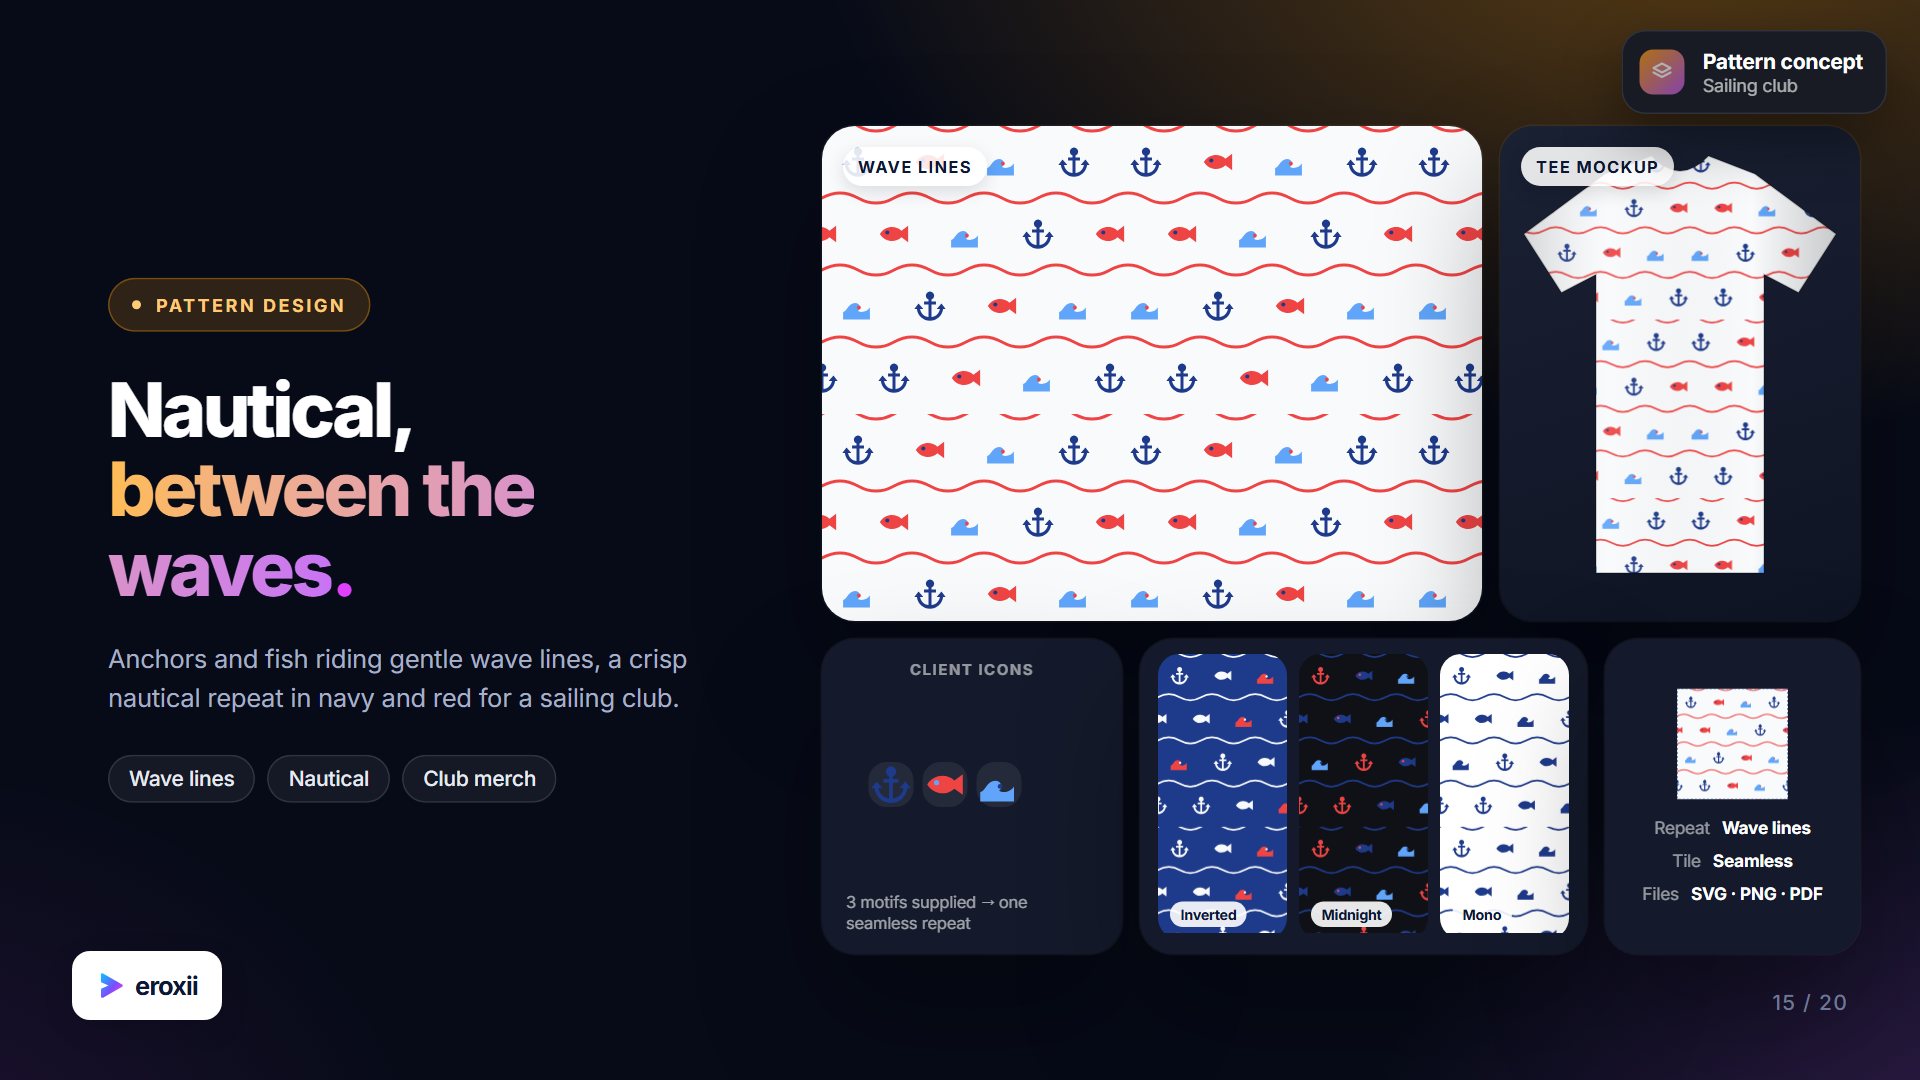 Pattern concept
Sailing club
PATTERN DESIGN
Nautical,
between the
waves.
Anchors and fish riding gentle wave lines, a crisp
nautical repeat in navy and red for a sailing club.
Wave lines
Nautical
Club merch
WAVE LINES
TEE MOCKUP
CLIENT ICONS
3 motifs supplied → one
seamless repeat
Inverted
Midnight
Mono
Repeat Wave lines
Tile Seamless
Files SVG · PNG · PDF
eroxii
15 / 20